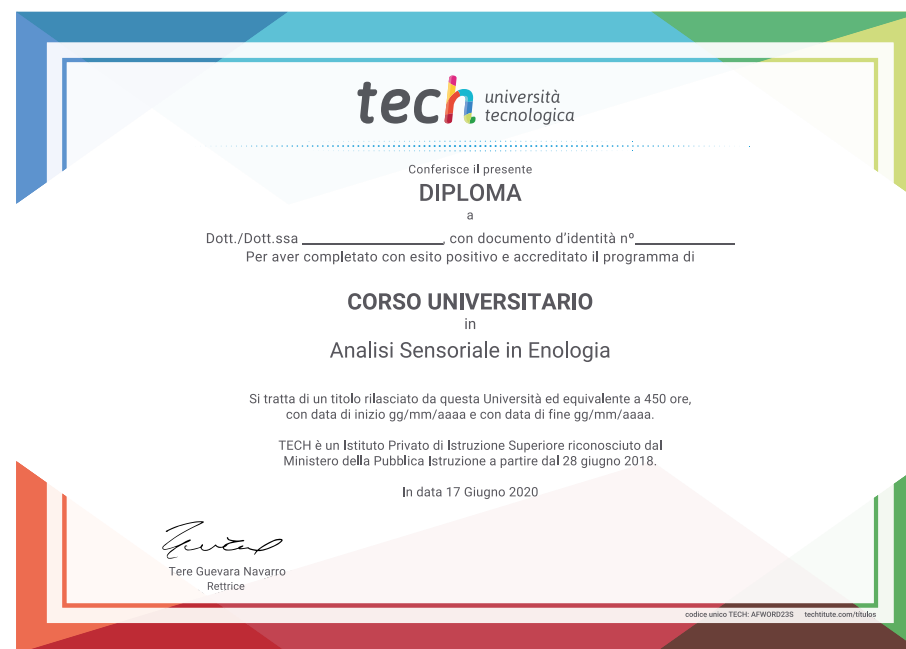 tech università
tecnologica
Conferisce il presente
DIPLOMA
a
Dott./Dott.ssa ____________________, con documento d'identità nº______________
Per aver completato con esito positivo e accreditato il programma di
CORSO UNIVERSITARIO
in
Analisi Sensoriale in Enologia
Si tratta di un titolo rilasciato da questa Università ed equivalente a 450 ore,
con data di inizio gg/mm/aaaa e con data di fine gg/mm/aaaa.
TECH è un Istituto Privato di Istruzione Superiore riconosciuto dal
Ministero della Pubblica Istruzione a partire dal 28 giugno 2018.
In data 17 Giugno 2020
Tere Guevara Navarro
Rettrice
codice unico TECH: AFWORD23S techtitute.com/titulos